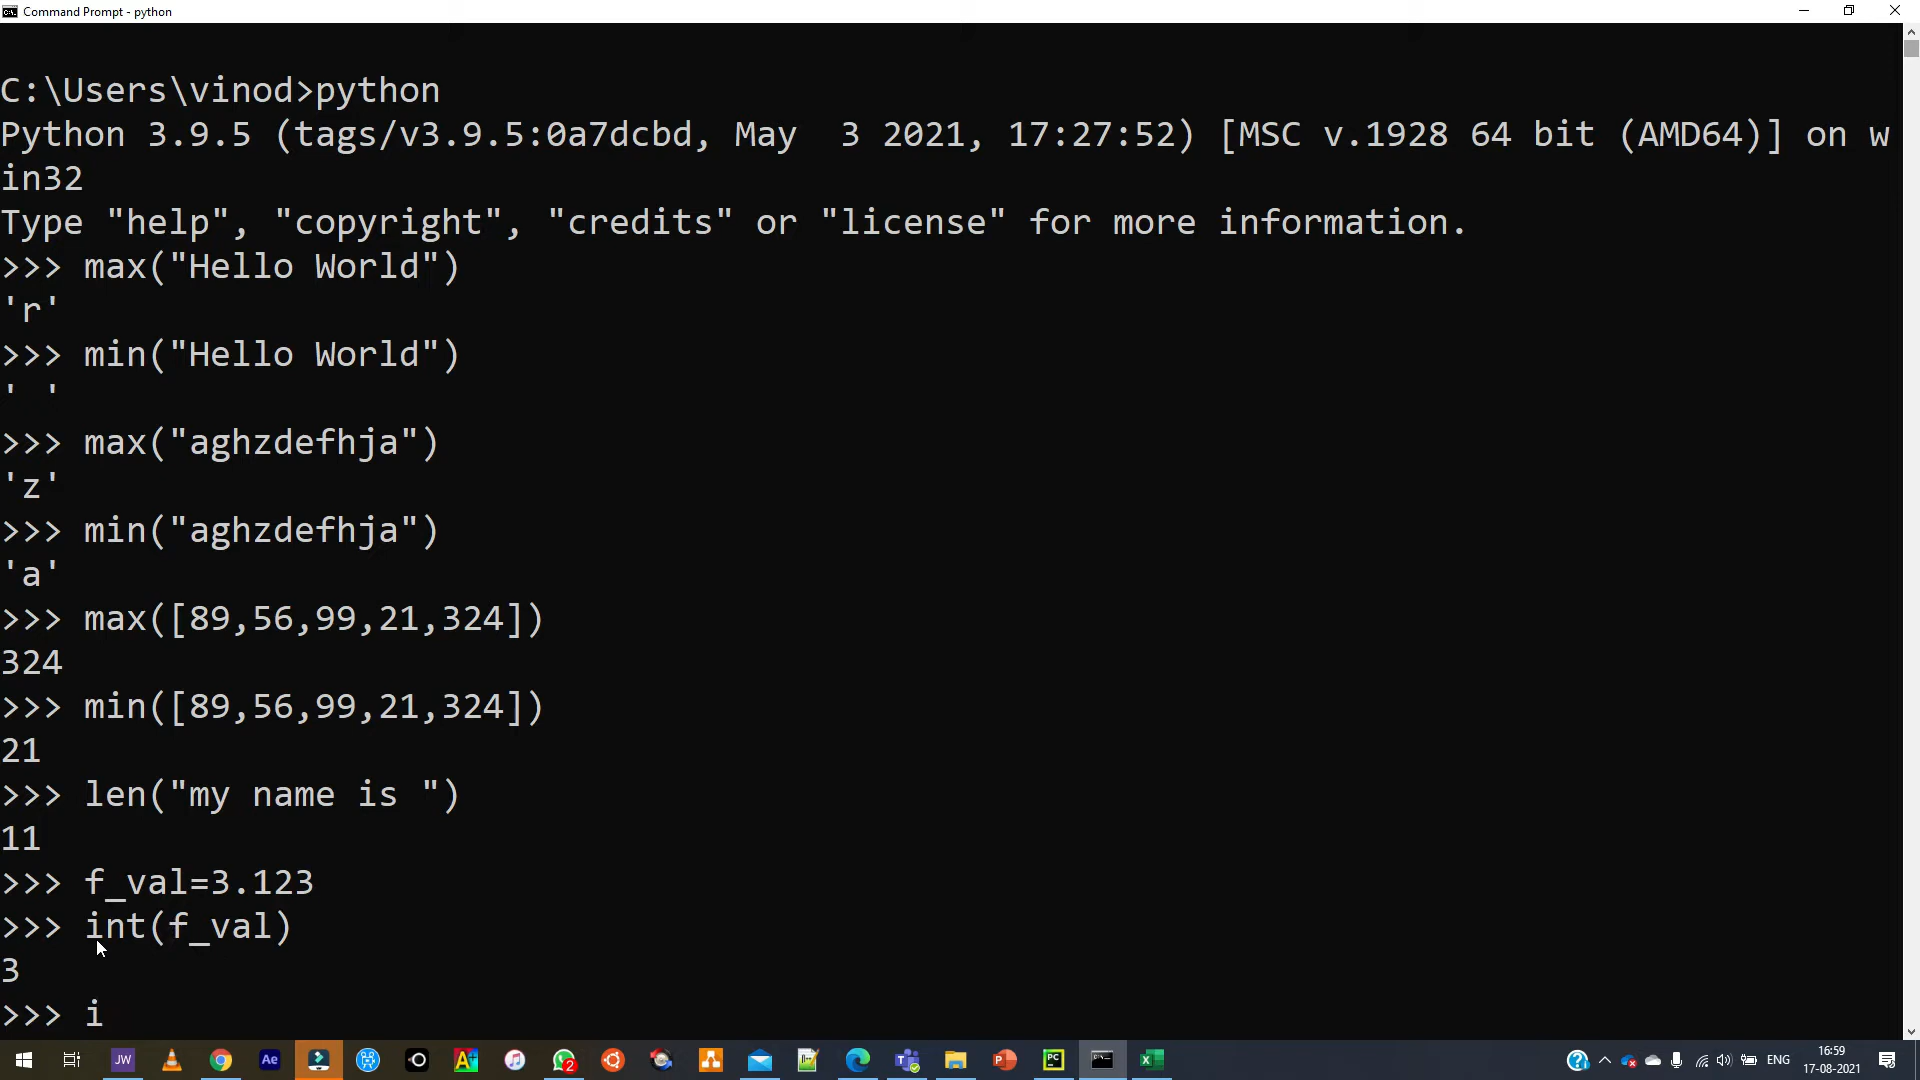 Command Prompt - python
C:\Users\vinod>python
Python 3.9.5 (tags/v3.9.5:0a7dcbd, May  3 2021, 17:27:52) [MSC v.1928 64 bit (AMD64)] on w
in32
Type "help", "copyright", "credits" or "license" for more information.
>>> max("Hello World")
'r'
>>> min("Hello World")
' '
>>> max("aghzdefhja")
'z'
>>> min("aghzdefhja")
'a'
>>> max([89,56,99,21,324])
324
>>> min([89,56,99,21,324])
21
>>> len("my name is ")
11
>>> f_val=3.123
>>> int(f_val)
3
>>> i
JW Ae 2 PC ENG 16:59
17-08-2021